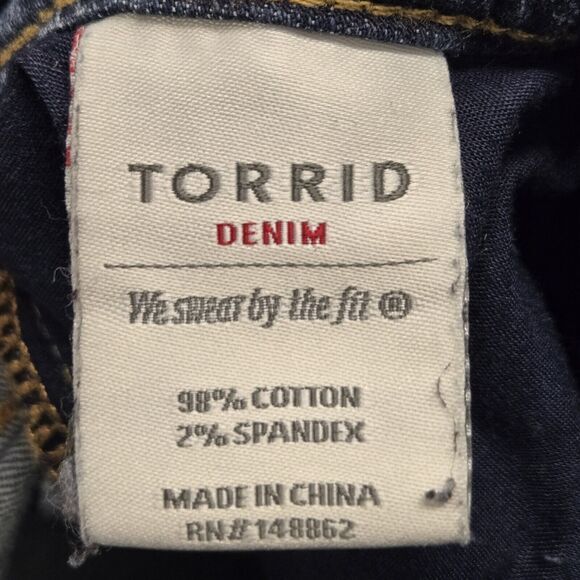 TORRID
DENIM
We swear by the fit ®
98% COTTON
2% SPANDEX
MADE IN CHINA
RN# 148862